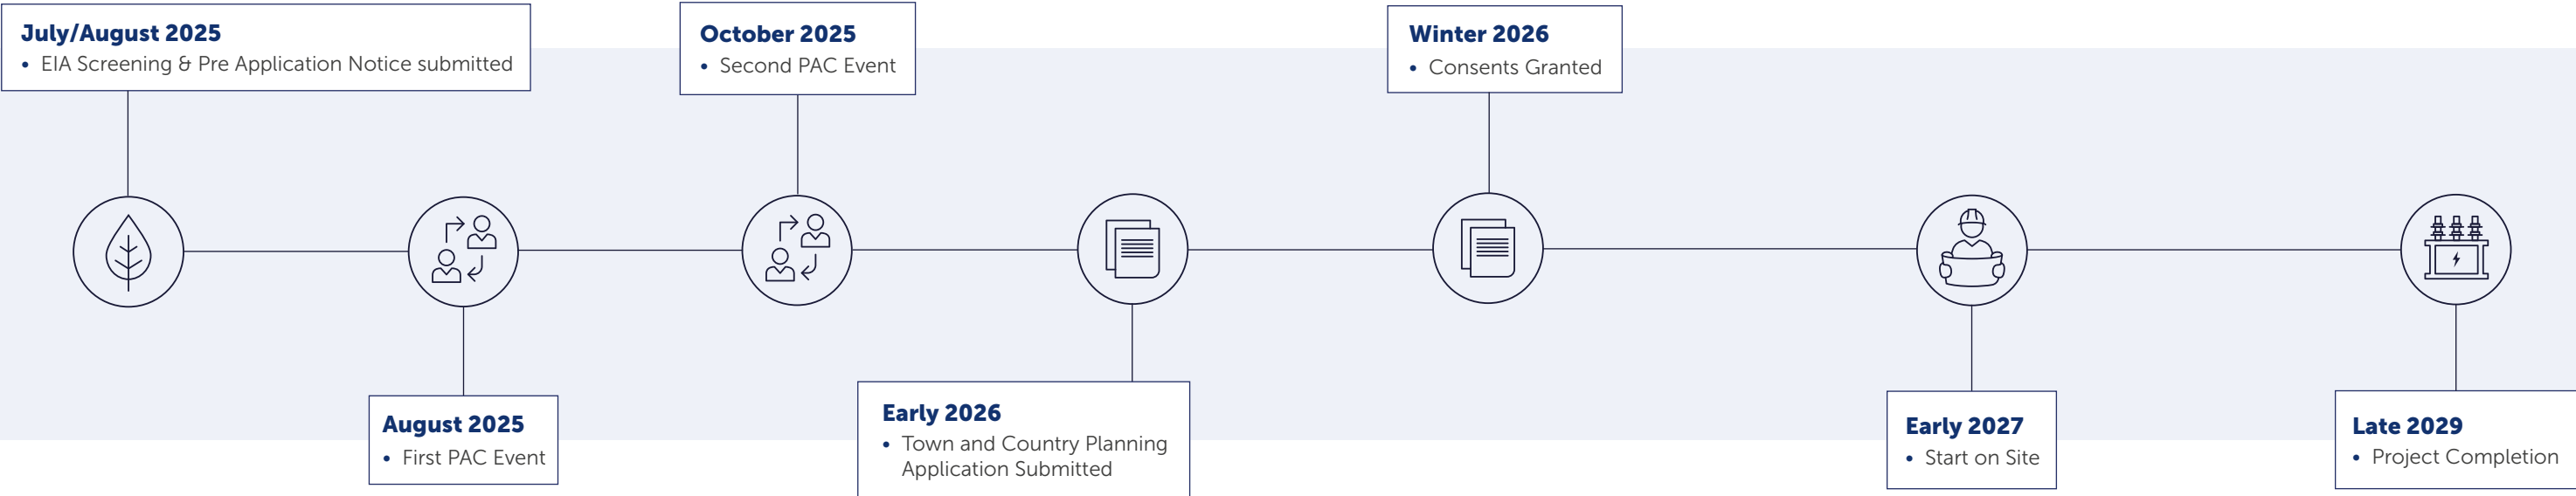 July/August 2025
• EIA Screening & Pre Application Notice submitted
August 2025
• First PAC Event
October 2025
• Second PAC Event
Early 2026
• Town and Country Planning
Application Submitted
Winter 2026
• Consents Granted
Early 2027
• Start on Site
Late 2029
• Project Completion